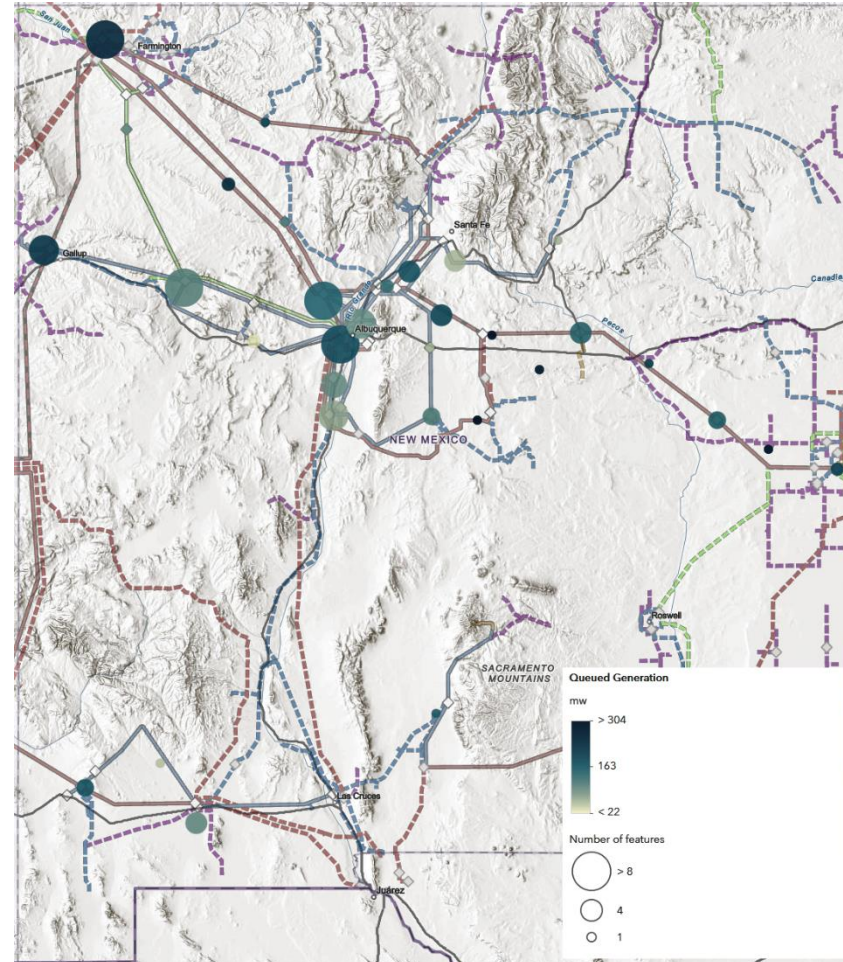 San Juan
Farmington
Santa Fe
Gallup
Canadia
Rio Grande
Pecos
Albuquerque
NEW MEXICO
Roswell
SACRAMENTO
MOUNTAINS
Las Cruces
Juárez
Queued Generation
mw
> 304
163
< 22
Number of features
> 8
4
1